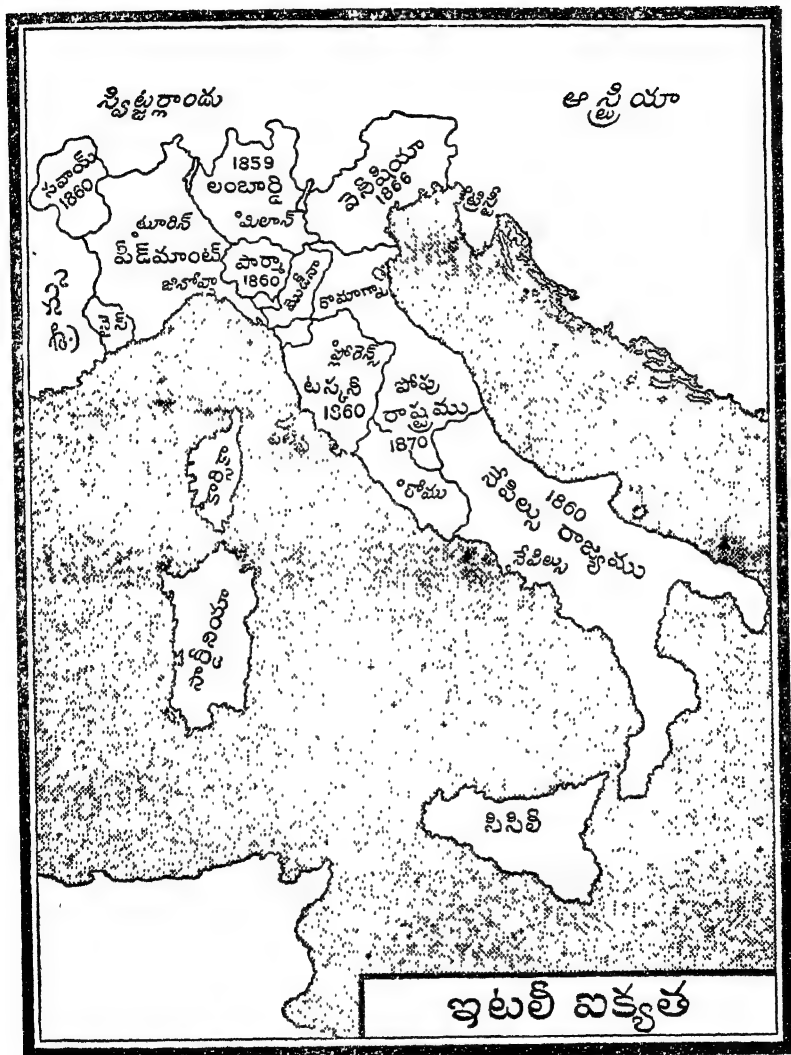 స్విట్జర్లాండు
ఆస్ట్రియా
సవాయ్
1860
1859
లంబార్డి
మిలాన్
వెనీషియా
1866
ట్రీస్టి
తూరిన్
పీడ్‌మాంట్
జినోవా
పార్మా
1860
మొడీనా
రొమాగ్నా
ఫ్రాన్సు
నీస్
ఫ్లోరెన్స్
టస్కనీ
1860
పోపు
రాష్ట్రము
1870
రోము
కార్సికా
1860
నేపిల్సు రాజ్యము
నేపిల్సు
సార్డీనియా
సిసిలీ
ఇటలీ ఐక్యత